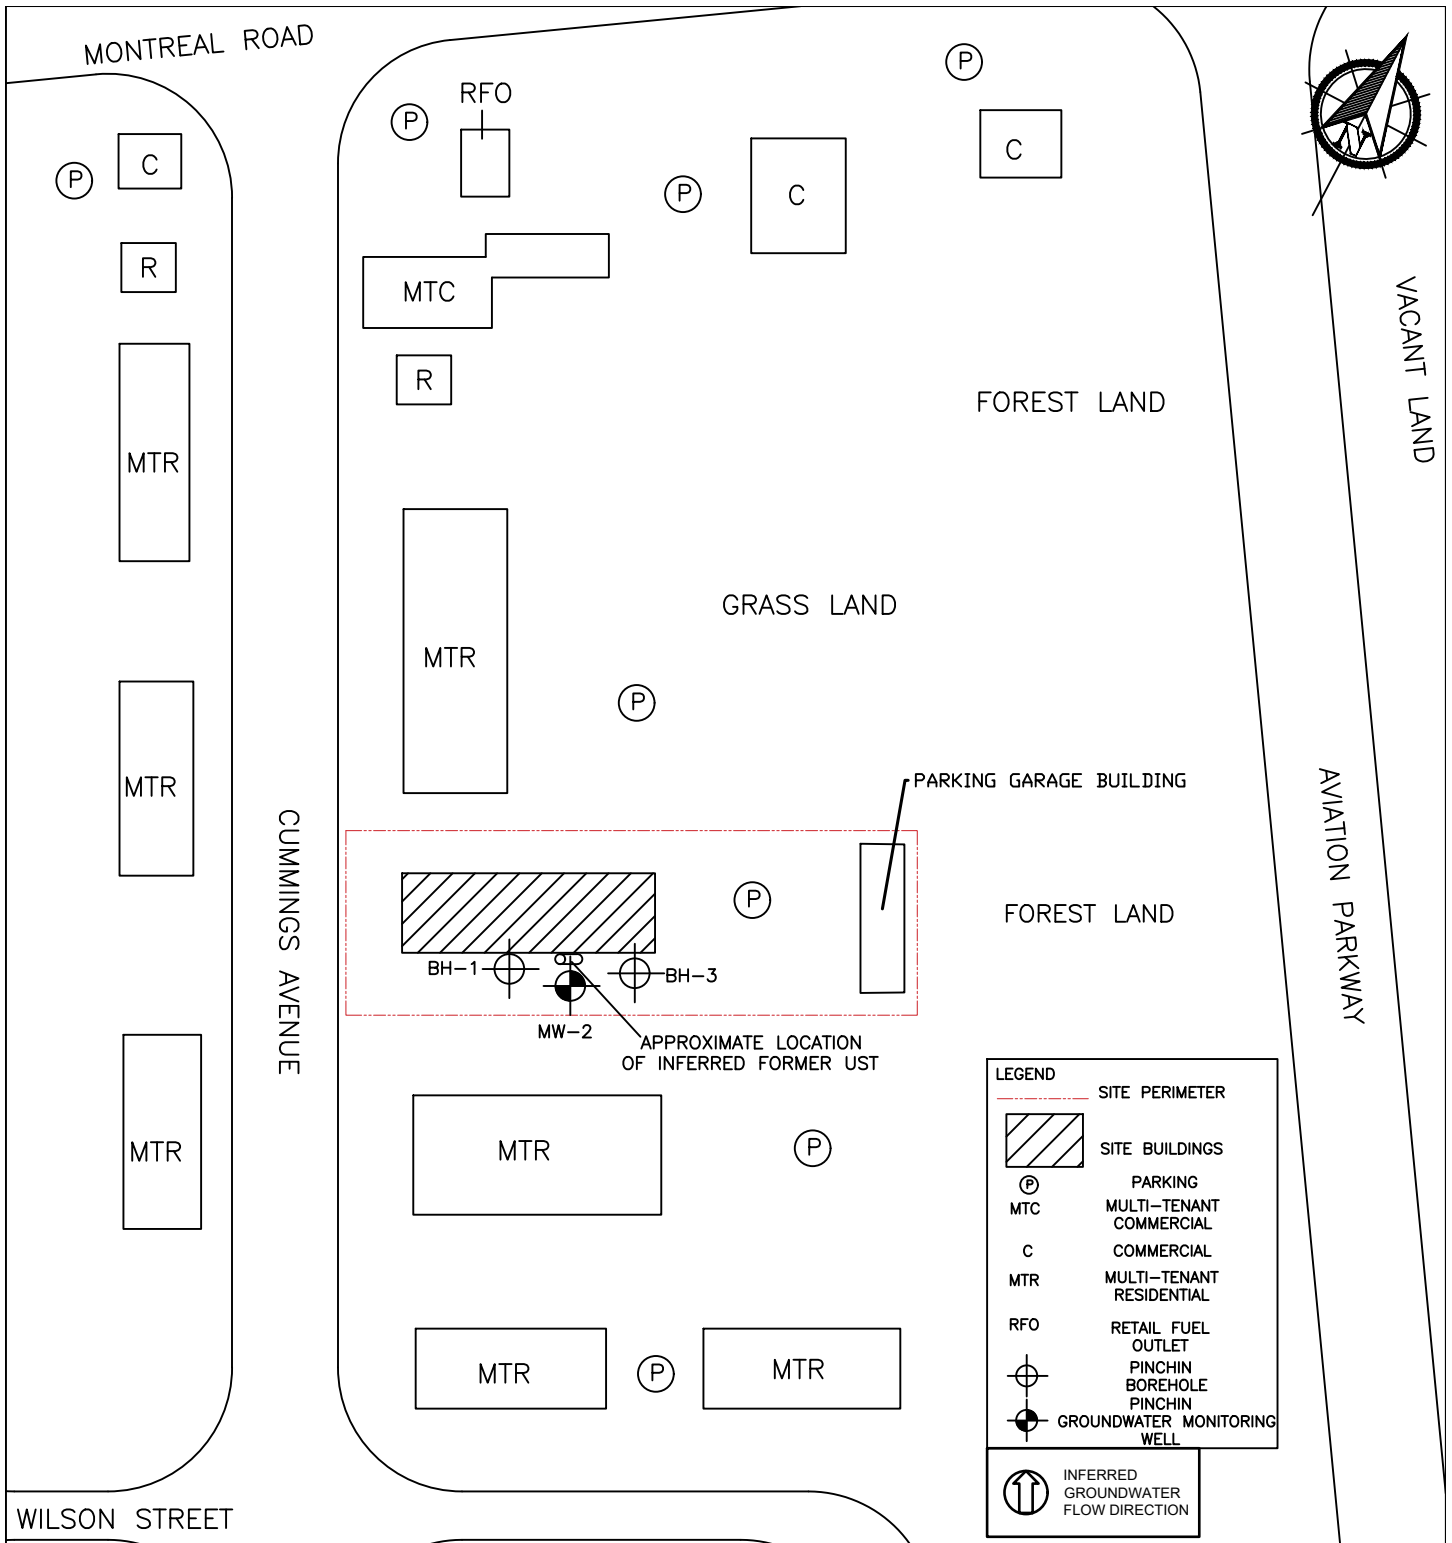 MONTREAL ROAD
P
RFO
P
C
P
P
C
C
N
R
MTC
R
VACANT LAND
FOREST LAND
MTR
GRASS LAND
MTR
P
MTR
PARKING GARAGE BUILDING
AVIATION PARKWAY
CUMMINGS AVENUE
P
FOREST LAND
BH-1
BH-3
MW-2
APPROXIMATE LOCATION
OF INFERRED FORMER UST
MTR
MTR
P
MTR
P
MTR
WILSON STREET
LEGEND
SITE PERIMETER
SITE BUILDINGS
P PARKING
MTC MULTI-TENANT
COMMERCIAL
C COMMERCIAL
MTR MULTI-TENANT
RESIDENTIAL
RFO RETAIL FUEL
OUTLET
PINCHIN
BOREHOLE
PINCHIN
GROUNDWATER MONITORING
WELL
INFERRED
GROUNDWATER
FLOW DIRECTION